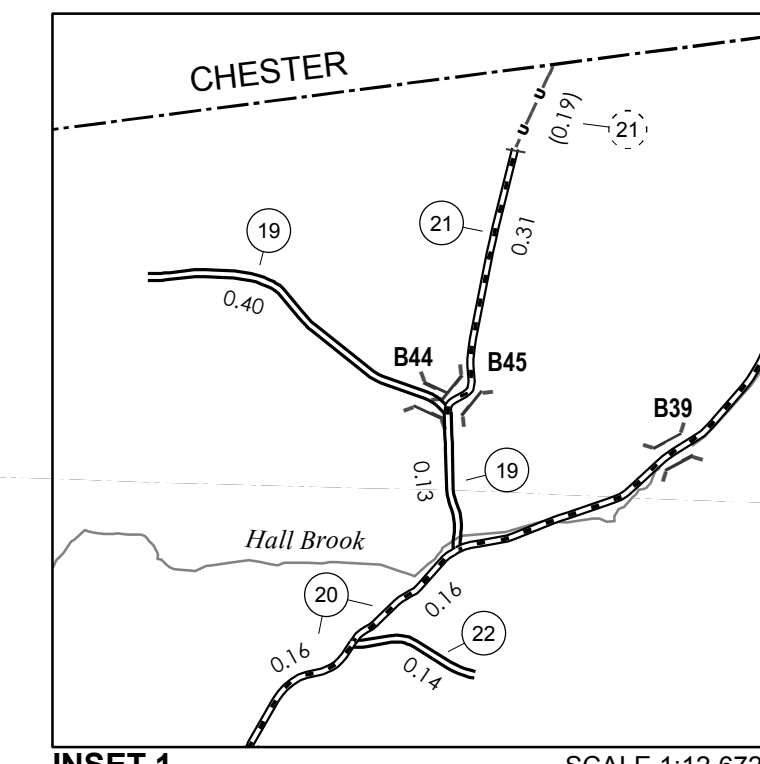 CHESTER
U
U
(0.19)
21
21
0.31
19
0.40
B44
B45
B39
0.13
19
Hall Brook
20
0.16
22
0.16
0.14
INSET 1
SCALE 1:12,672